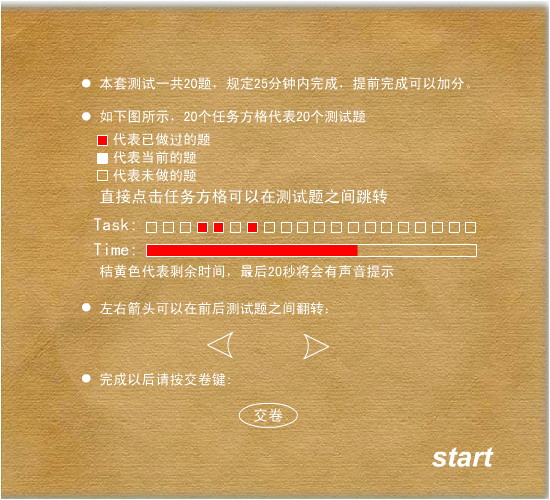 ● 本套测试一共20题，规定25分钟内完成，提前完成可以加分。
● 如下图所示，20个任务方格代表20个测试题
代表已做过的题
代表当前的题
代表未做的题
直接点击任务方格可以在测试题之间跳转
Task:
Time:
桔黄色代表剩余时间，最后20秒将会有声音提示
● 左右箭头可以在前后测试题之间翻转:
● 完成以后请按交卷键:
交卷
start